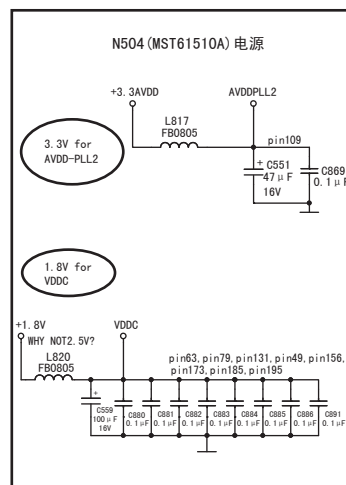 N504(MST61510A)电源
+3.3AVDD
AVDDPLL2
L817
FB0805
3.3V for
AVDD-PLL2
pin109
+
C551
47μF
16V
C869
0.1μF
1.8V for
VDDC
+1.8V
VDDC
WHY NOT2.5V?
L820
FB0805
pin63, pin79, pin131, pin49, pin156,
pin173, pin185, pin195
+
C559
100μF
16V
C880
0.1μF
C881
0.1μF
C882
0.1μF
C883
0.1μF
C884
0.1μF
C885
0.1μF
C886
0.1μF
C891
0.1μF